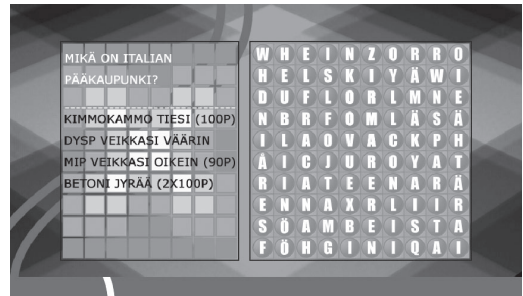 MIKÄ ON ITALIAN
PÄÄKAUPUNKI?
KIMMOKAMMO TIESI (100P)
DYSP VEIKKASI VÄÄRIN
MIP VEIKKASI OIKEIN (90P)
BETONI JYRÄÄ (2X100P)
W H E I N Z O R R O
H E L S K I Y Ä W I
D U F L O R L M N E
N B R F O M L Ä S Ä
I L A O V A C K P H
Å I C J U R O Y A T
R I A T E E N A R Ä
E N N A X R L I I R
S Ö A M B E I S T A
F Ö H G I N I Q A I